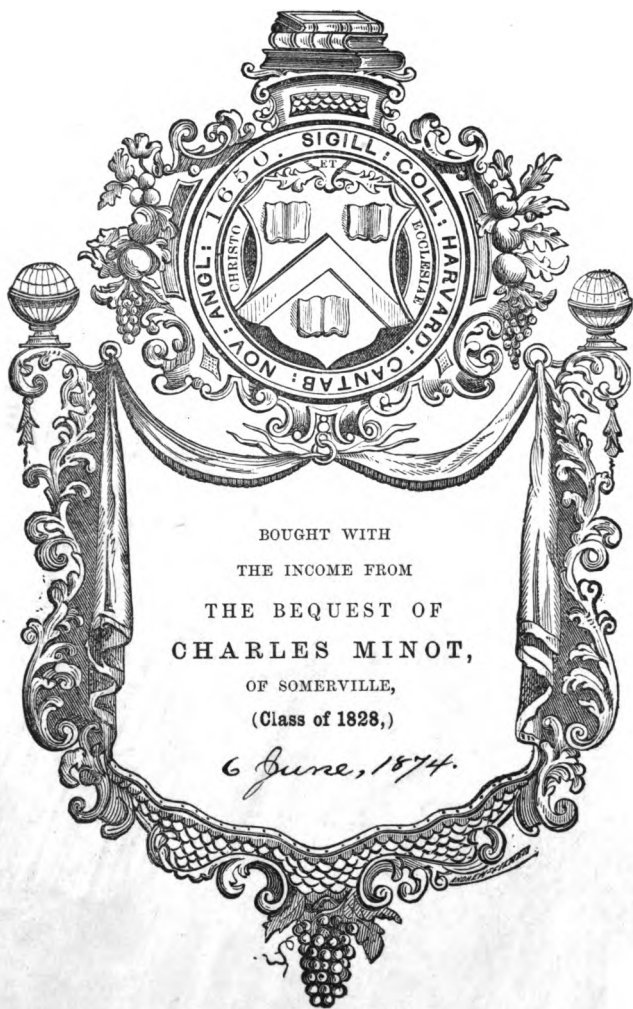 SIGILL: COLL: HARVARD: CANTAB: NOV: ANGL: 1650.
ET
CHRISTO
ECCLESIAE
BOUGHT WITH
THE INCOME FROM
THE BEQUEST OF
CHARLES MINOT,
OF SOMERVILLE,
(Class of 1828,)
6 June, 1874.